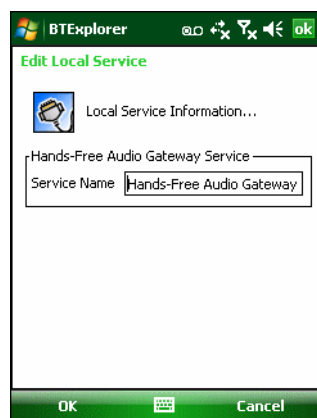 BTExplorer ok
Edit Local Service
Local Service Information...
Hands-Free Audio Gateway Service
Service Name Hands-Free Audio Gateway
OK Cancel